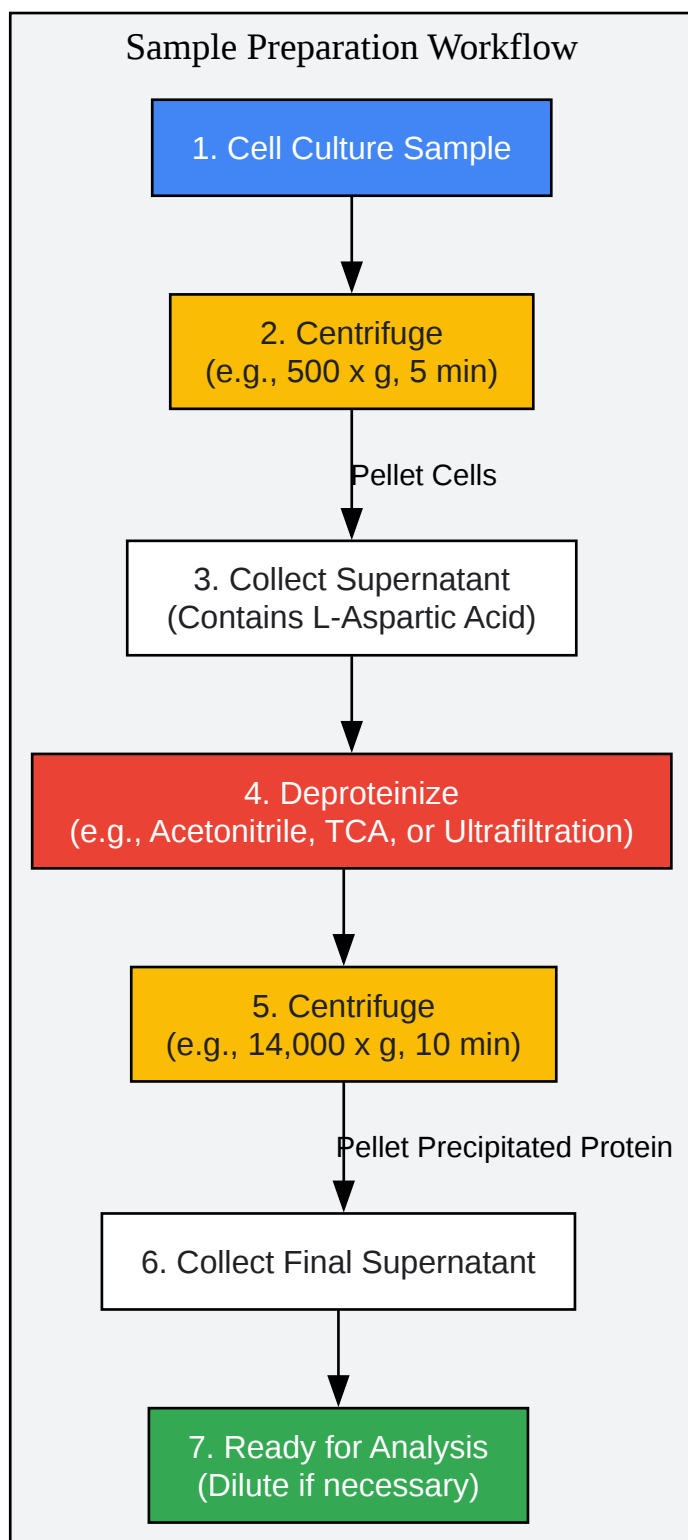 Sample Preparation Workflow
1. Cell Culture Sample
2. Centrifuge
(e.g., 500 x g, 5 min)
Pellet Cells
3. Collect Supernatant
(Contains L-Aspartic Acid)
4. Deproteinize
(e.g., Acetonitrile, TCA, or Ultrafiltration)
5. Centrifuge
(e.g., 14,000 x g, 10 min)
Pellet Precipitated Protein
6. Collect Final Supernatant
7. Ready for Analysis
(Dilute if necessary)